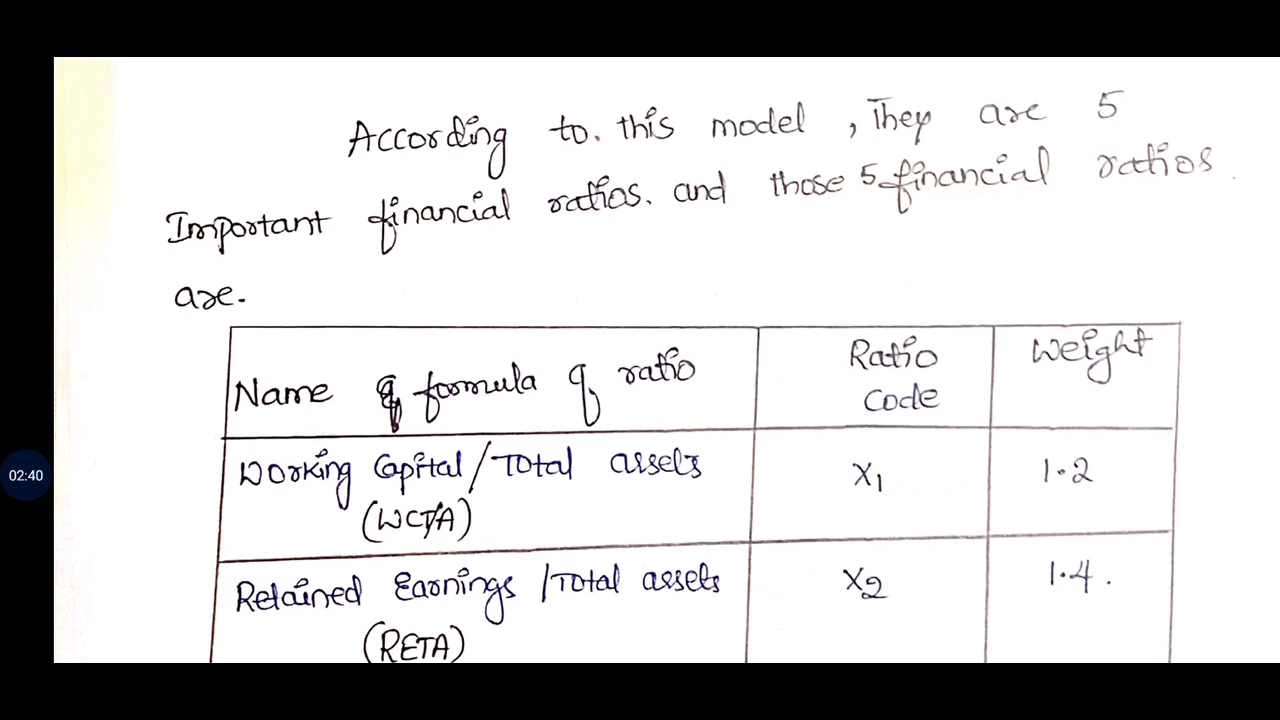 According to. this model , They are 5
Important financial ratios. and those 5 financial ratios
are.
Name & formula of ratio
Ratio Code
Weight
Working Capital / Total assets (WCTA)
X1
1.2
Retained Earnings / Total assets (RETA)
X2
1.4.
02:40